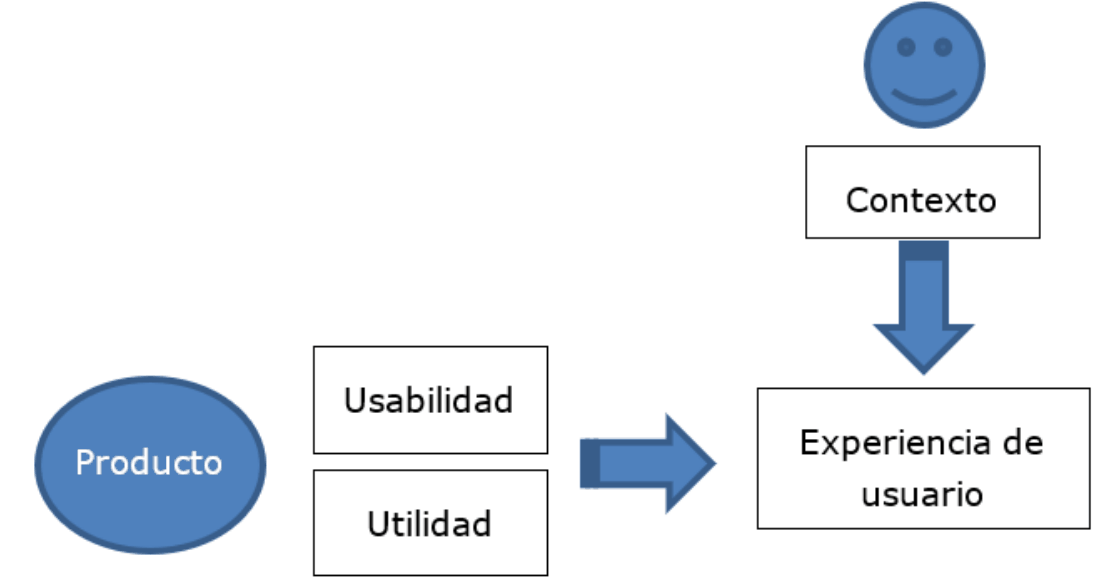 Contexto
Usabilidad
Producto
Utilidad
Experiencia de
usuario